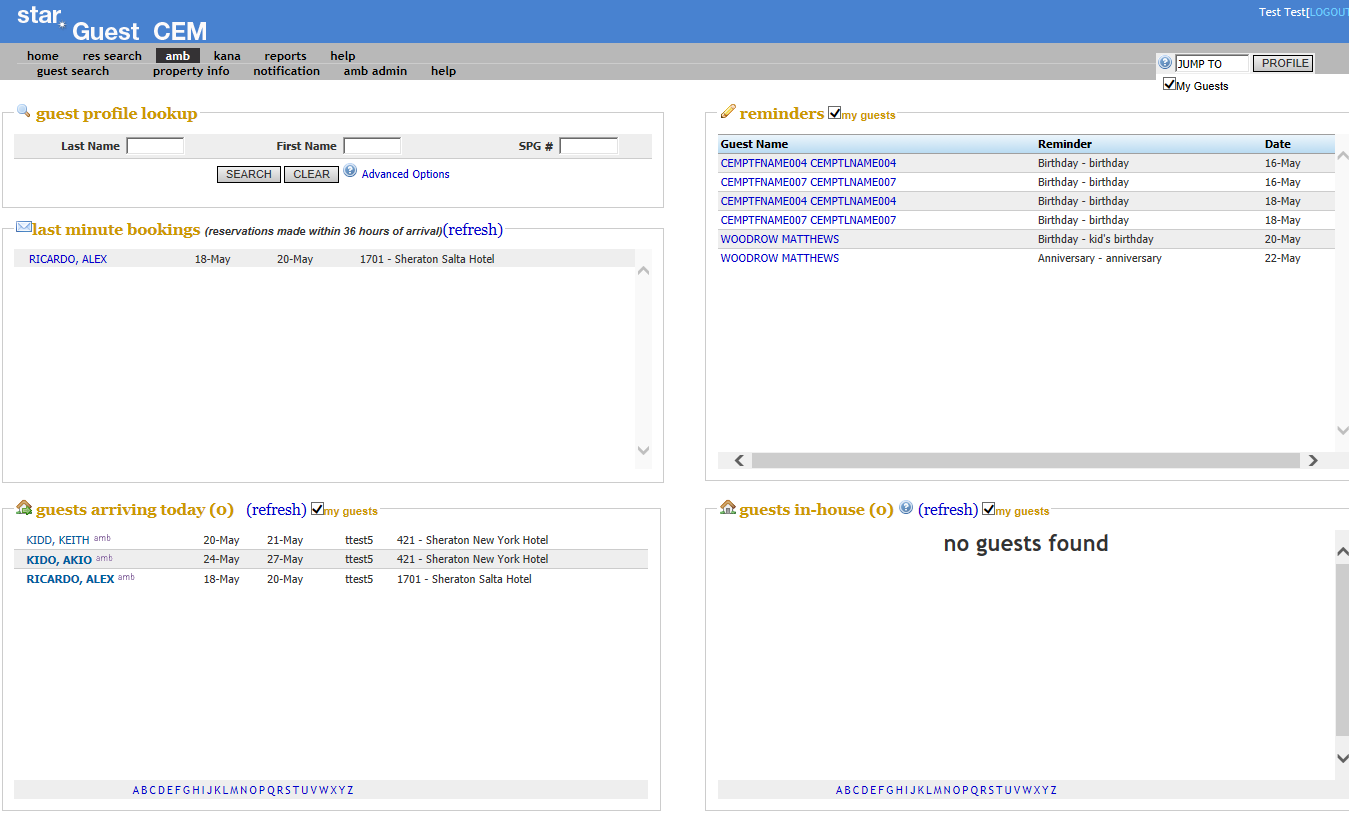 star
Guest CEM
Test Test[LOGOUT
home res search amb kana reports help
guest search property info notification amb admin help
JUMP TO PROFILE
My Guests
guest profile lookup
Last Name First Name SPG #
SEARCH CLEAR Advanced Options
last minute bookings (reservations made within 36 hours of arrival)(refresh)
RICARDO, ALEX 18-May 20-May 1701 - Sheraton Salta Hotel
reminders my guests
Guest Name Reminder Date
CEMPTFNAME004 CEMPTLNAME004 Birthday - birthday 16-May
CEMPTFNAME007 CEMPTLNAME007 Birthday - birthday 16-May
CEMPTFNAME004 CEMPTLNAME004 Birthday - birthday 18-May
CEMPTFNAME007 CEMPTLNAME007 Birthday - birthday 18-May
WOODROW MATTHEWS Birthday - kid's birthday 20-May
WOODROW MATTHEWS Anniversary - anniversary 22-May
guests arriving today (0) (refresh) my guests
KIDD, KEITH amb 20-May 21-May ttest5 421 - Sheraton New York Hotel
KIDO, AKIO amb 24-May 27-May ttest5 421 - Sheraton New York Hotel
RICARDO, ALEX amb 18-May 20-May ttest5 1701 - Sheraton Salta Hotel
A B C D E F G H I J K L M N O P Q R S T U V W X Y Z
guests in-house (0) (refresh) my guests
no guests found
A B C D E F G H I J K L M N O P Q R S T U V W X Y Z